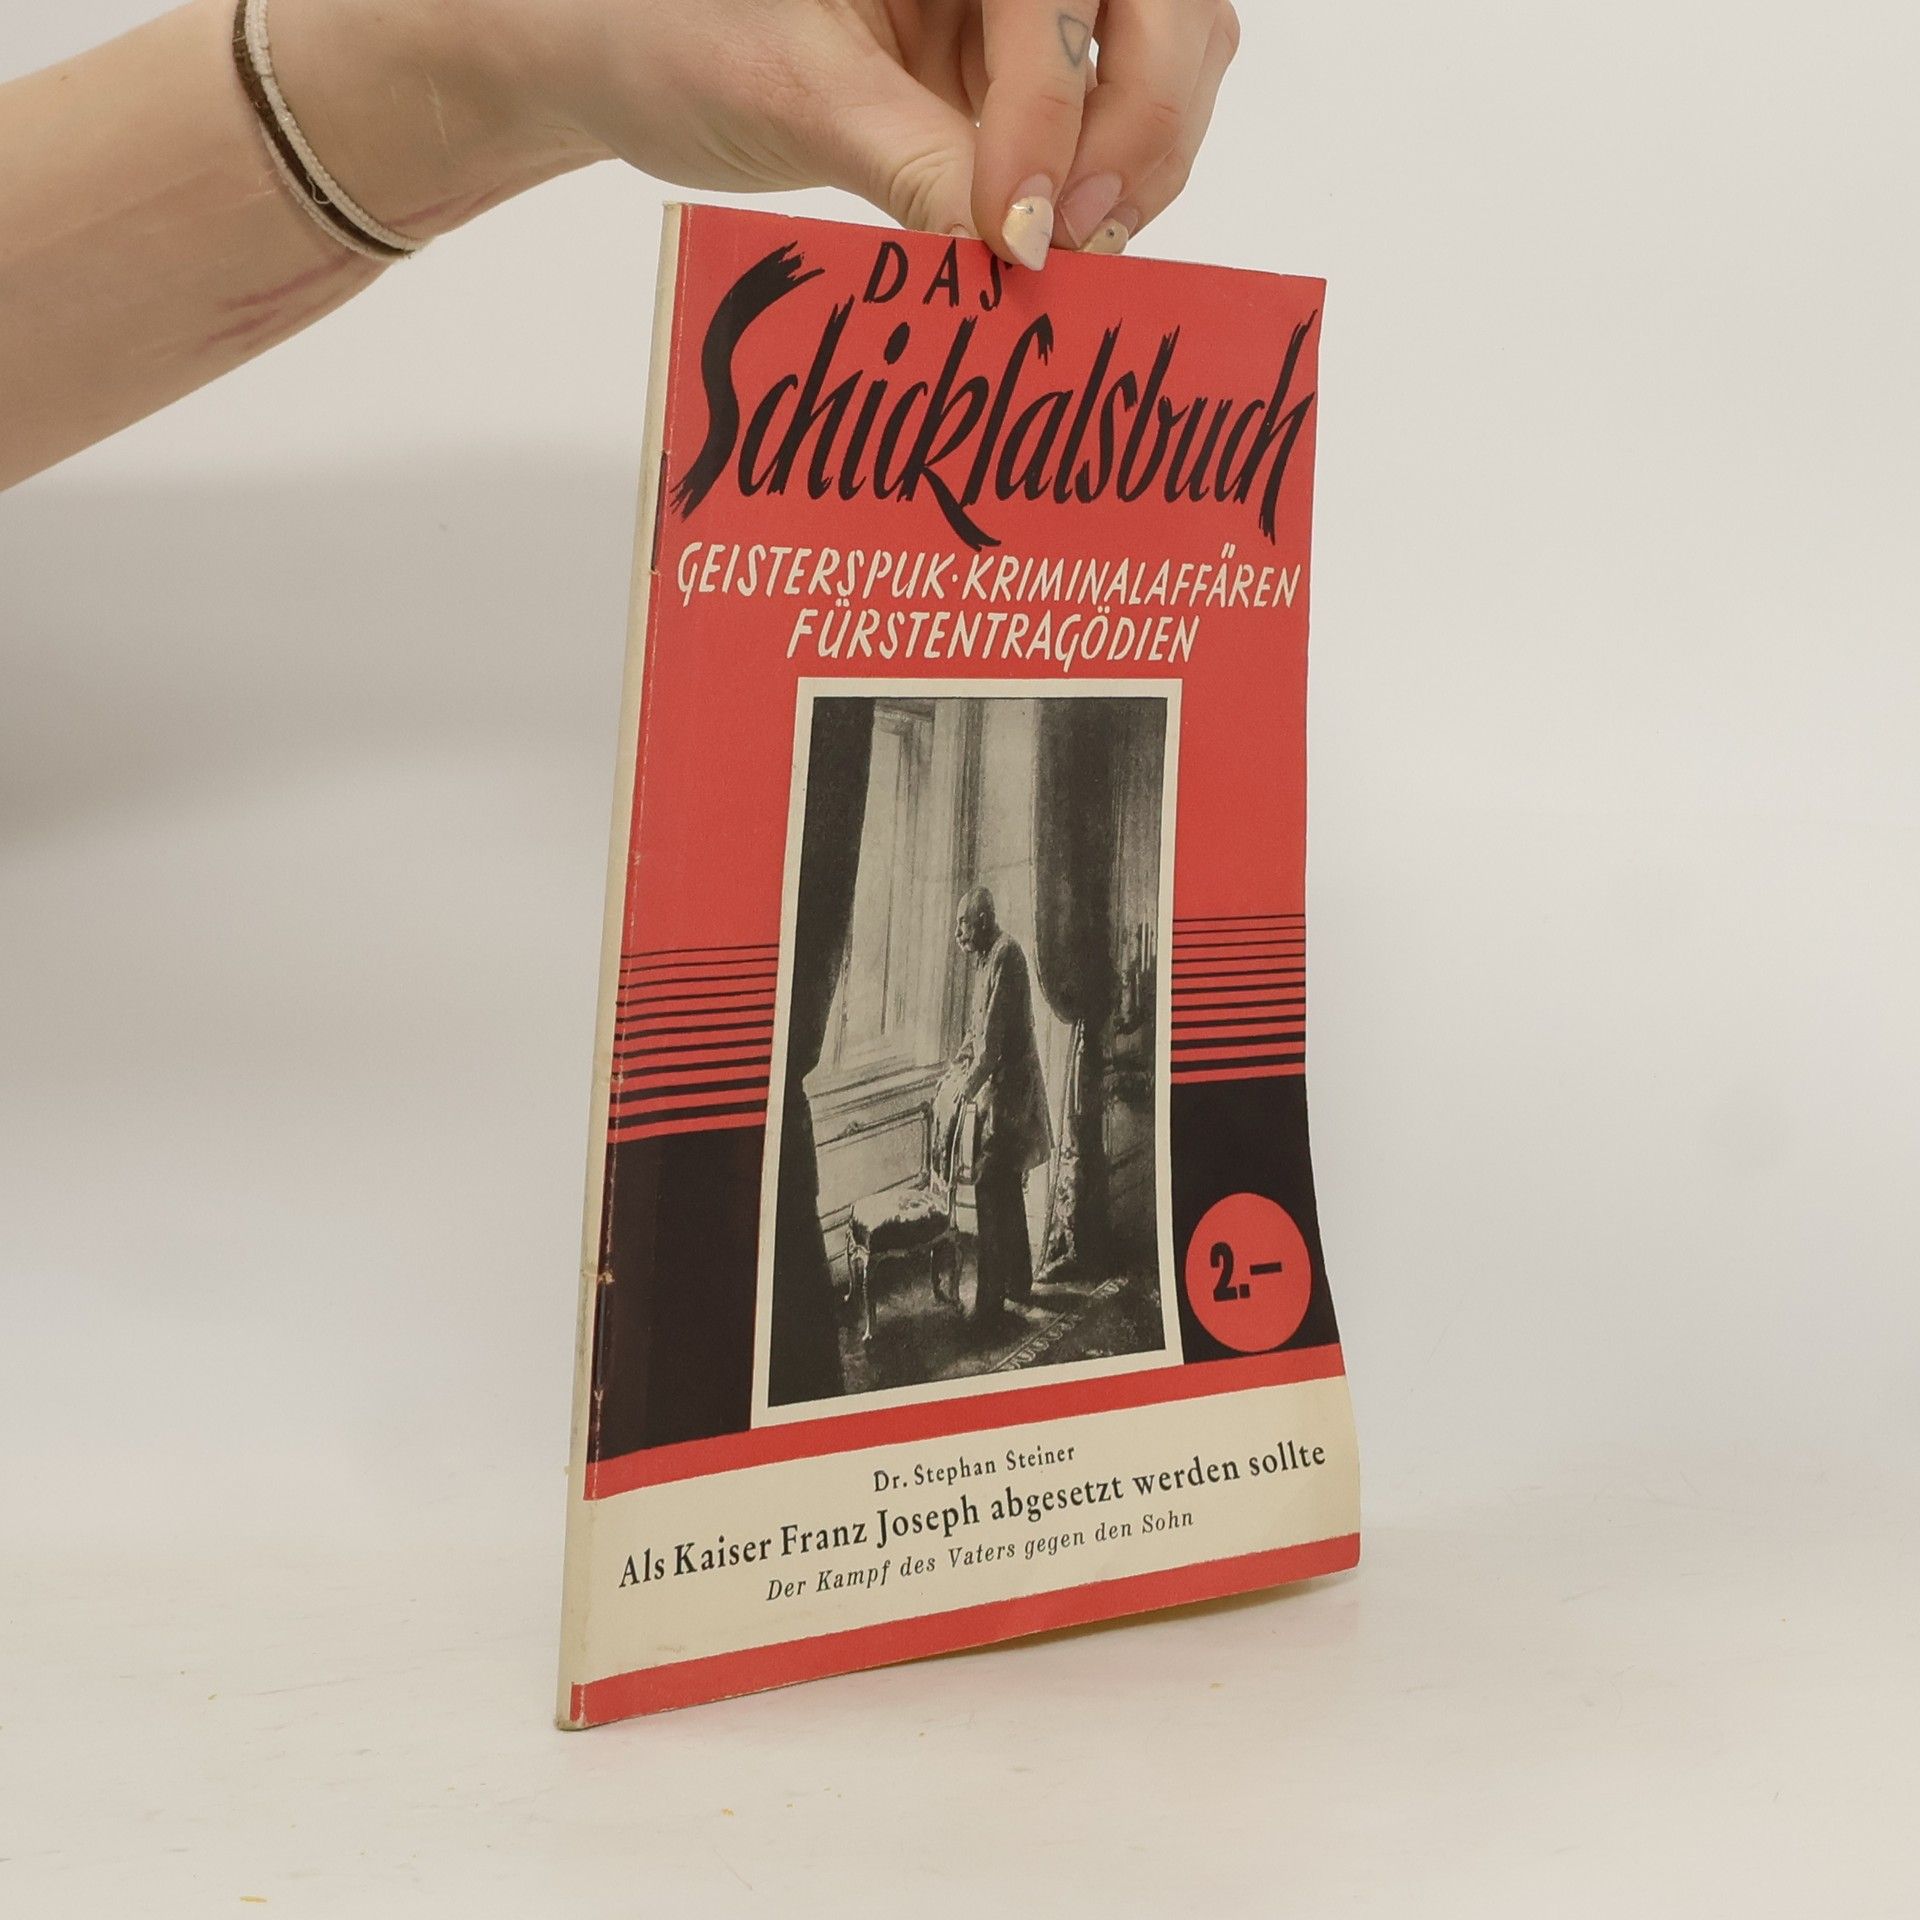 DAS
Schickſalsbuch
GEISTERSPUK·KRIMINALAFFÄREN
FÜRSTENTRAGÖDIEN
2.–
Dr. Stephan Steiner
Als Kaiser Franz Joseph abgesetzt werden sollte
Der Kampf des Vaters gegen den Sohn